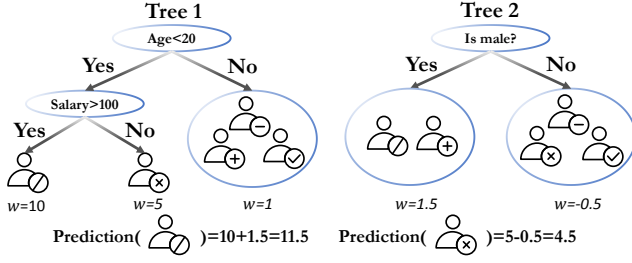 Tree 1
Tree 2
Age<20
Is male?
Yes
No
Yes
No
Salary>100
Yes
No
w=10
w=5
w=1
w=1.5
w=-0.5
Prediction( )=10+1.5=11.5
Prediction( )=5-0.5=4.5